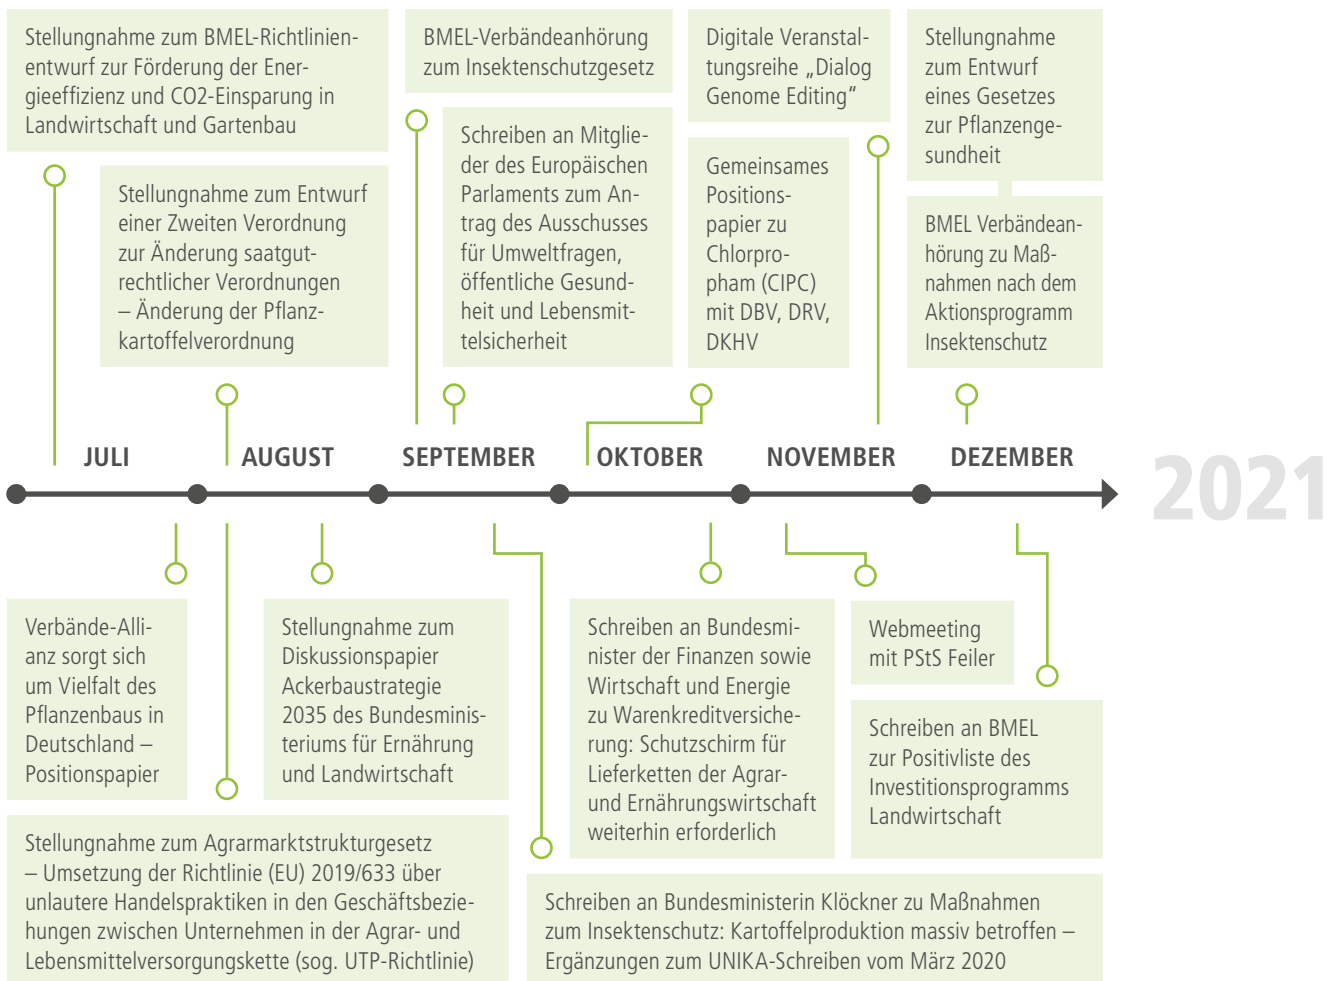 Stellungnahme zum BMEL-Richtlinien-
entwurf zur Förderung der Ener-
gieeffizienz und CO2-Einsparung in
Landwirtschaft und Gartenbau
Stellungnahme zum Entwurf
einer Zweiten Verordnung
zur Änderung saatgut-
rechtlicher Verordnungen
– Änderung der Pflanz-
kartoffelverordnung
BMEL-Verbändeanhörung
zum Insektenschutzgesetz
Schreiben an Mitglie-
der des Europäischen
Parlaments zum An-
trag des Ausschusses
für Umweltfragen,
öffentliche Gesund-
heit und Lebensmit-
telsicherheit
Digitale Veranstal-
tungsreihe „Dialog
Genome Editing“
Gemeinsames
Positions-
papier zu
Chlorpro-
pham (CIPC)
mit DBV, DRV,
DKHV
Stellungnahme
zum Entwurf
eines Gesetzes
zur Pflanzenge-
sundheit
BMEL Verbändean-
hörung zu Maß-
nahmen nach dem
Aktionsprogramm
Insektenschutz
JULI AUGUST SEPTEMBER OKTOBER NOVEMBER DEZEMBER
2021
Verbände-Alli-
anz sorgt sich
um Vielfalt des
Pflanzenbaus in
Deutschland –
Positionspapier
Stellungnahme zum
Diskussionspapier
Ackerbaustrategie
2035 des Bundesminis-
teriums für Ernährung
und Landwirtschaft
Schreiben an Bundesmi-
nister der Finanzen sowie
Wirtschaft und Energie
zu Warenkreditversiche-
rung: Schutzschirm für
Lieferketten der Agrar-
und Ernährungswirtschaft
weiterhin erforderlich
Webmeeting
mit PStS Feiler
Schreiben an BMEL
zur Positivliste des
Investitionsprogramms
Landwirtschaft
Stellungnahme zum Agrarmarktstrukturgesetz
– Umsetzung der Richtlinie (EU) 2019/633 über
unlautere Handelspraktiken in den Geschäftsbezie-
hungen zwischen Unternehmen in der Agrar- und
Lebensmittelversorgungskette (sog. UTP-Richtlinie)
Schreiben an Bundesministerin Klöckner zu Maßnahmen
zum Insektenschutz: Kartoffelproduktion massiv betroffen –
Ergänzungen zum UNIKA-Schreiben vom März 2020